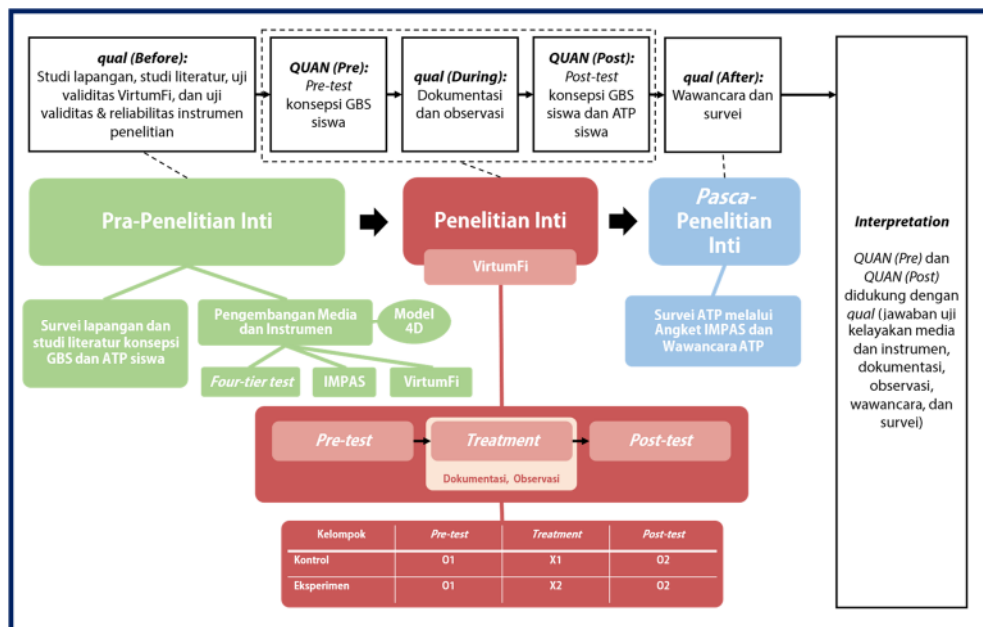 qual (Before):
Studi lapangan, studi literatur, uji
validitas VirtumFi, dan uji
validitas & reliabilitas instrumen
penelitian
QUAN (Pre):
Pre-test
konsepsi GBS
siswa
qual (During):
Dokumentasi
dan observasi
QUAN (Post):
Post-test
konsepsi GBS
siswa dan ATP
siswa
qual (After):
Wawancara dan
survei
Pra-Penelitian Inti
Penelitian Inti
VirtumFi
Pasca-
Penelitian
Inti
Survei lapangan dan
studi literatur konsepsi
GBS dan ATP siswa
Pengembangan Media
dan Instrumen
Model
4D
Four-tier test
IMPAS
VirtumFi
Survei ATP melalui
Angket IMPAS dan
Wawancara ATP
Pre-test
Treatment
Post-test
Dokumentasi, Observasi
Kelompok Pre-test Treatment Post-test
Kontrol O1 X1 O2
Eksperimen O1 X2 O2
Interpretation
QUAN (Pre) dan
QUAN (Post)
didukung dengan
qual (jawaban uji
kelayakan media
dan instrumen,
dokumentasi,
observasi,
wawancara, dan
survei)